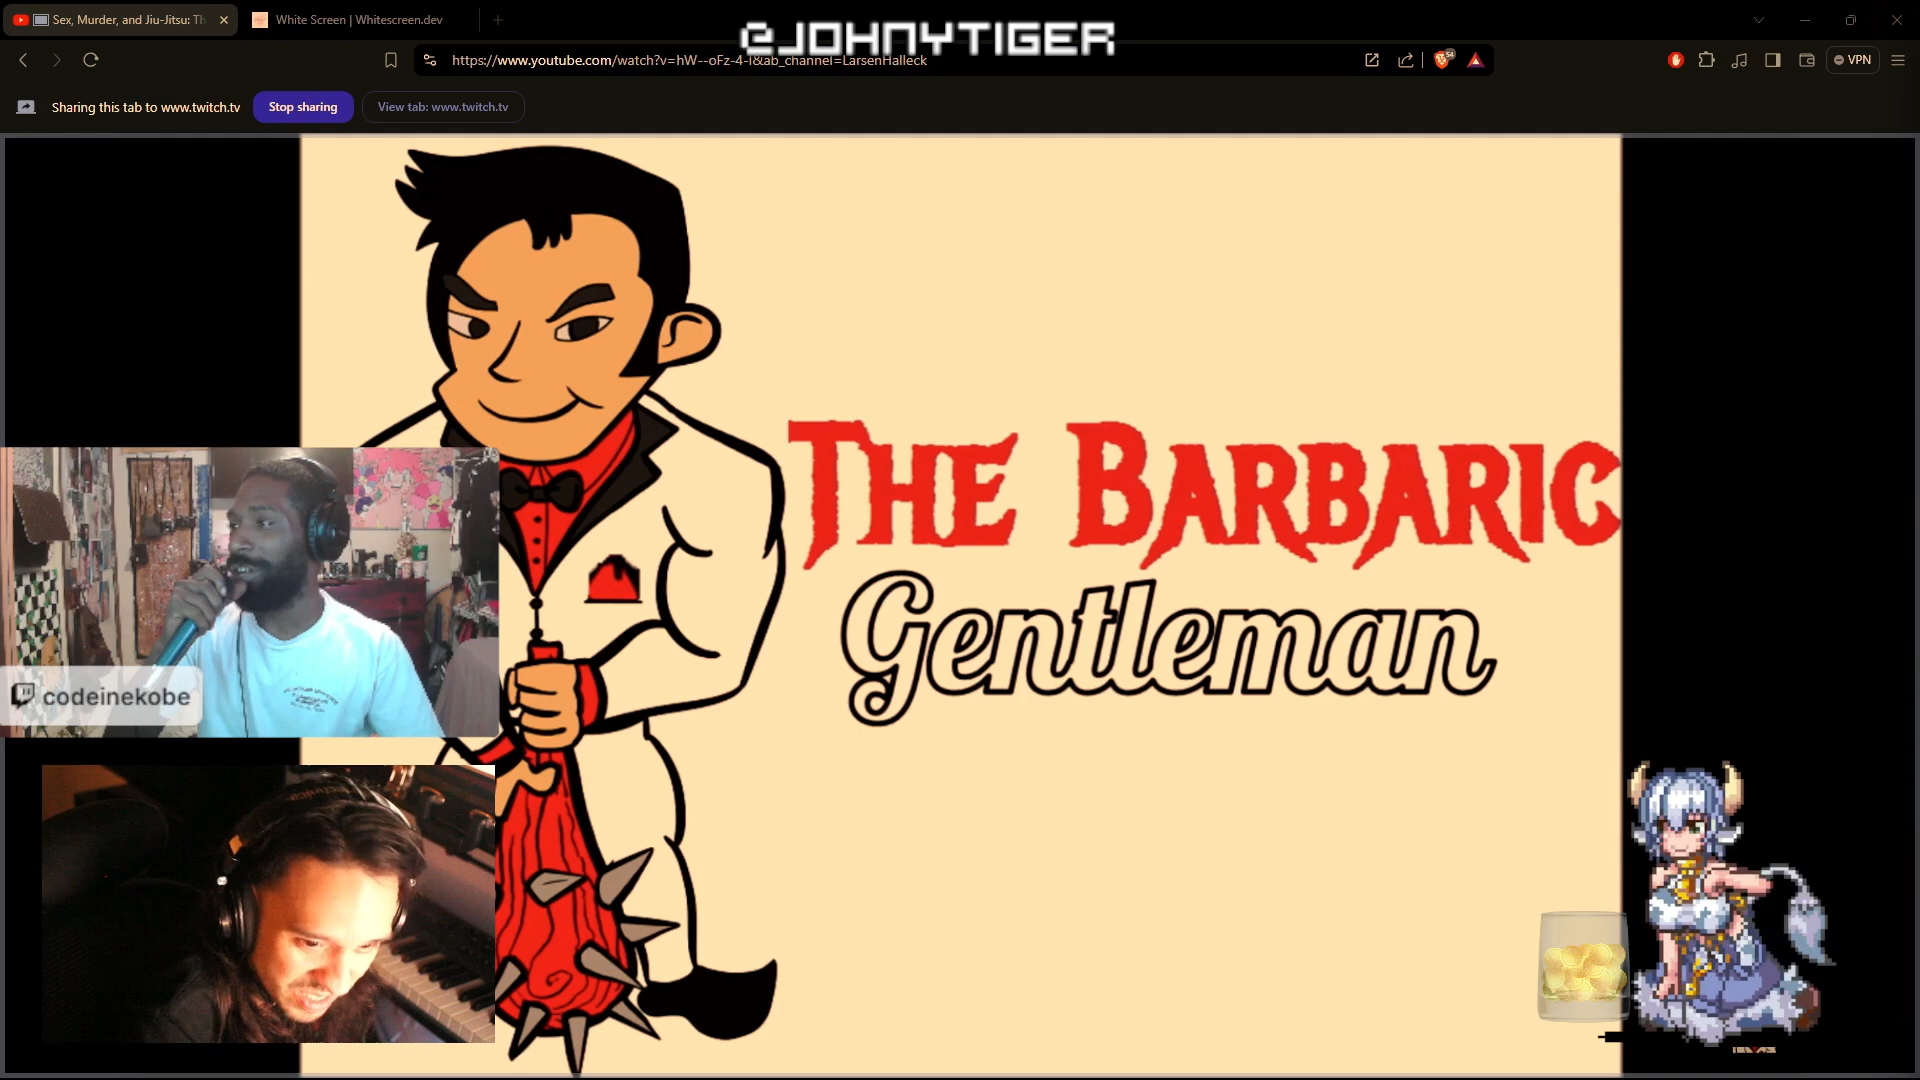 Sex, Murder, and Jiu-Jitsu: Th
White Screen | Whitescreen.dev
@JOHNYTIGER
https://www.youtube.com/watch?v=hW--oFz-4-I&ab_channel=LarsenHalleck
54
VPN
Sharing this tab to www.twitch.tv
Stop sharing
View tab: www.twitch.tv
The Barbaric
Gentleman
codeinekobe